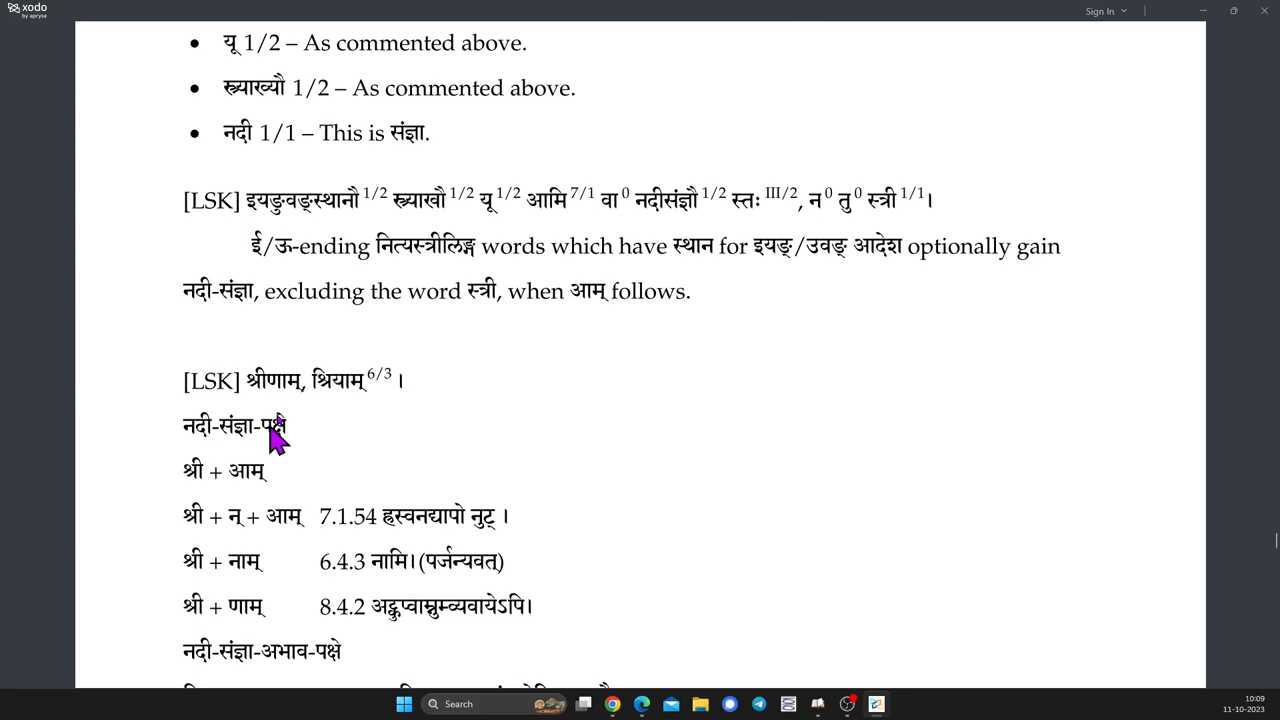 xodo
by apryse
Sign In
• यू 1/2 – As commented above.
• स्त्र्याख्यौ 1/2 – As commented above.
• नदी 1/1 – This is संज्ञा.
[LSK] इयङुवङ्स्थानौ 1/2 स्त्र्याखौ 1/2 यू 1/2 आमि 7/1 वा 0 नदीसंज्ञौ 1/2 स्तः III/2, न 0 तु 0 स्त्री 1/1।
ई/ऊ-ending नित्यस्त्रीलिङ्ग words which have स्थान for इयङ्/उवङ् आदेश optionally gain
नदी-संज्ञा, excluding the word स्त्री, when आम् follows.
[LSK] श्रीणाम्, श्रियाम् 6/3 ।
नदी-संज्ञा-पक्षे
श्री + आम्
श्री + न् + आम् 7.1.54 ह्रस्वनद्यापो नुट् ।
श्री + नाम् 6.4.3 नामि। (पर्जन्यवत्)
श्री + णाम् 8.4.2 अट्कुप्वाङ्नुम्व्यवायेऽपि।
नदी-संज्ञा-अभाव-पक्षे
Search
10:09
11-10-2023